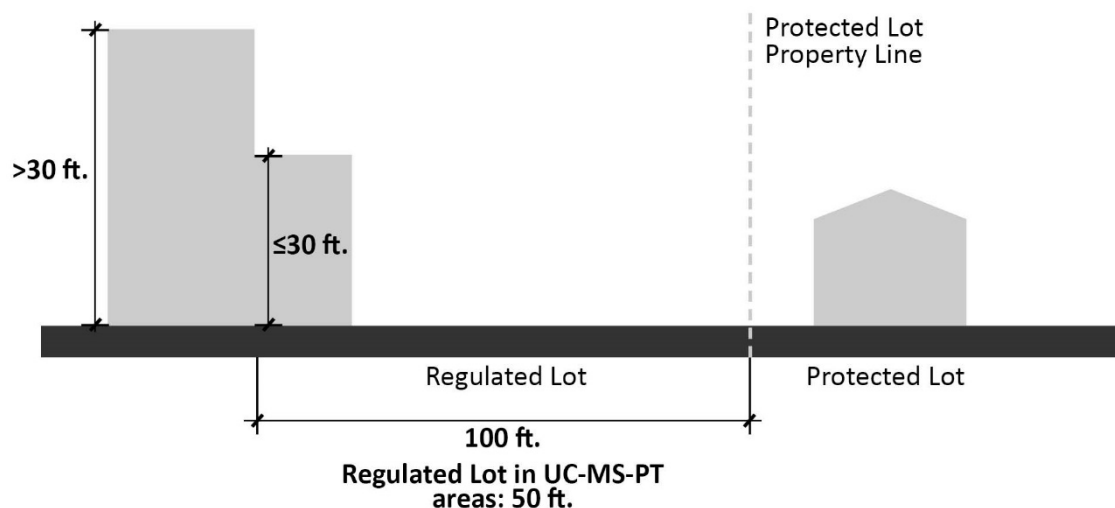 Protected Lot
Property Line
>30 ft.
≤30 ft.
Regulated Lot
Protected Lot
100 ft.
Regulated Lot in UC-MS-PT
areas: 50 ft.